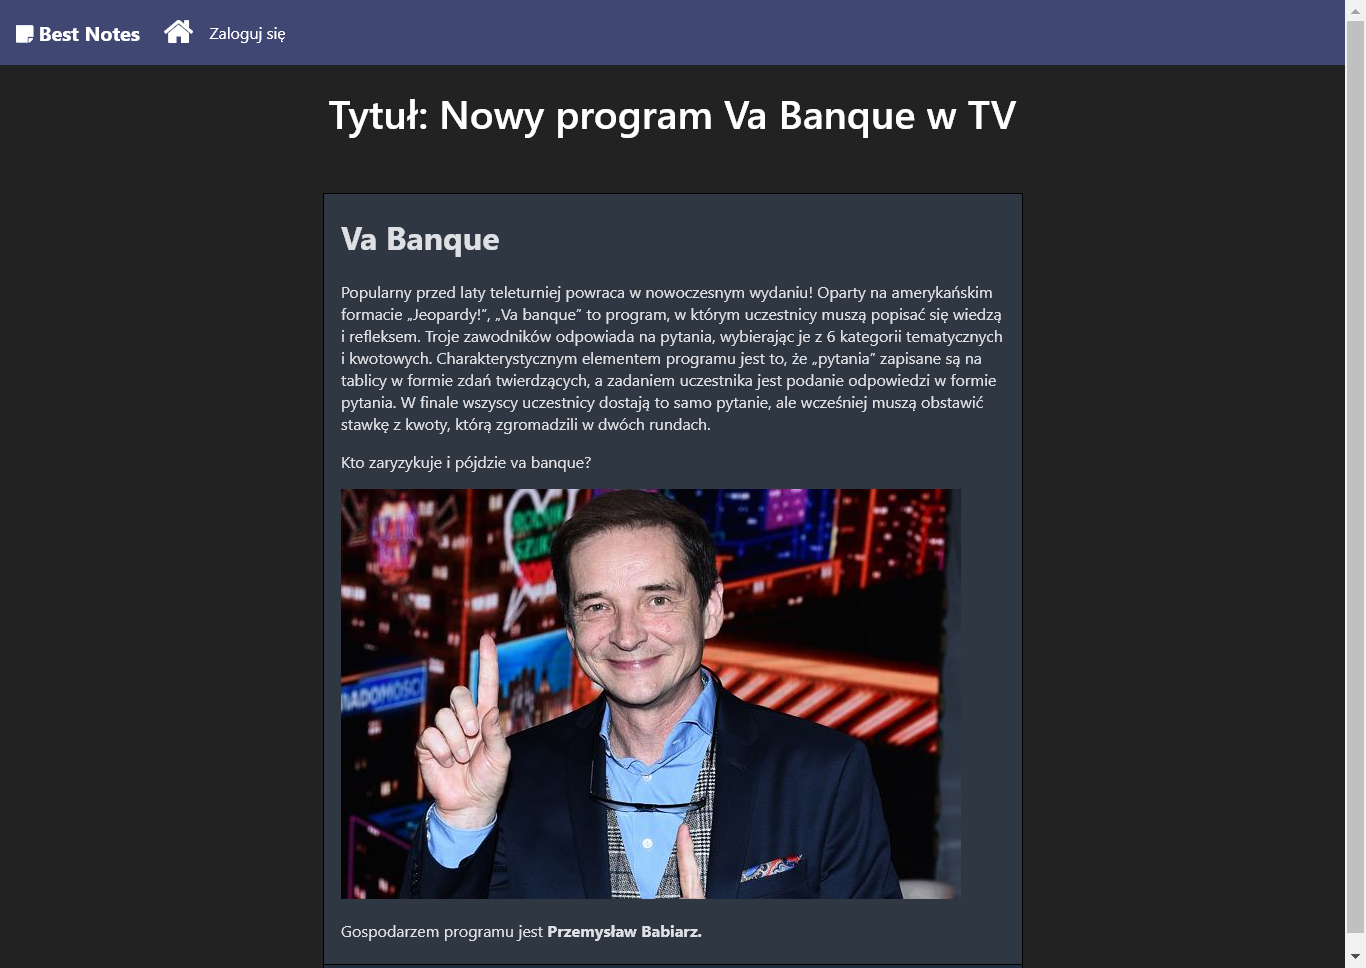 Best Notes
Zaloguj się
Tytuł: Nowy program Va Banque w TV
Va Banque
Popularny przed laty teleturniej powraca w nowoczesnym wydaniu! Oparty na amerykańskim
formacie „Jeopardy!”, „Va banque” to program, w którym uczestnicy muszą popisać się wiedzą
i refleksem. Troje zawodników odpowiada na pytania, wybierając je z 6 kategorii tematycznych
i kwotowych. Charakterystycznym elementem programu jest to, że „pytania” zapisane są na
tablicy w formie zdań twierdzących, a zadaniem uczestnika jest podanie odpowiedzi w formie
pytania. W finale wszyscy uczestnicy dostają to samo pytanie, ale wcześniej muszą obstawić
stawkę z kwoty, którą zgromadzili w dwóch rundach.
Kto zaryzykuje i pójdzie va banque?
Gospodarzem programu jest Przemysław Babiarz.